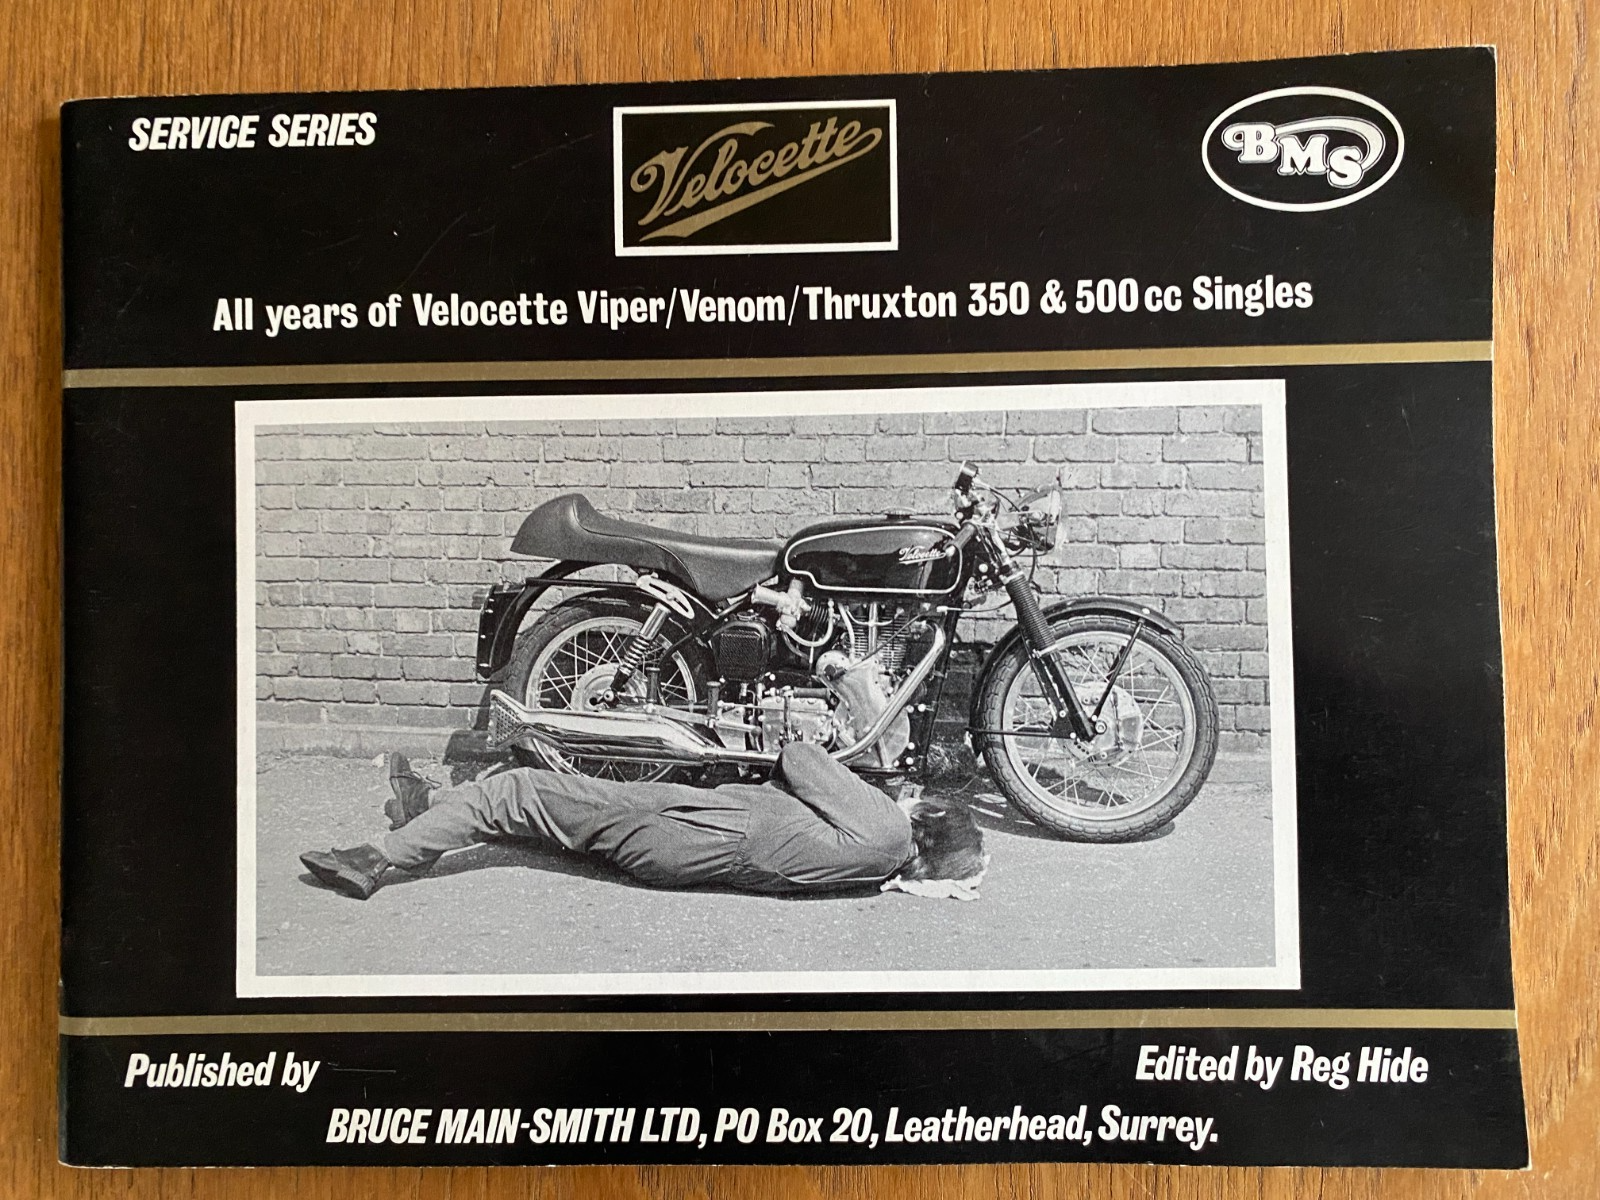 SERVICE SERIES
Velocette
BMS
All years of Velocette Viper/Venom/Thruxton 350 & 500cc Singles
Velocette
Published by
Edited by Reg Hide
BRUCE MAIN-SMITH LTD, PO Box 20, Leatherhead, Surrey.